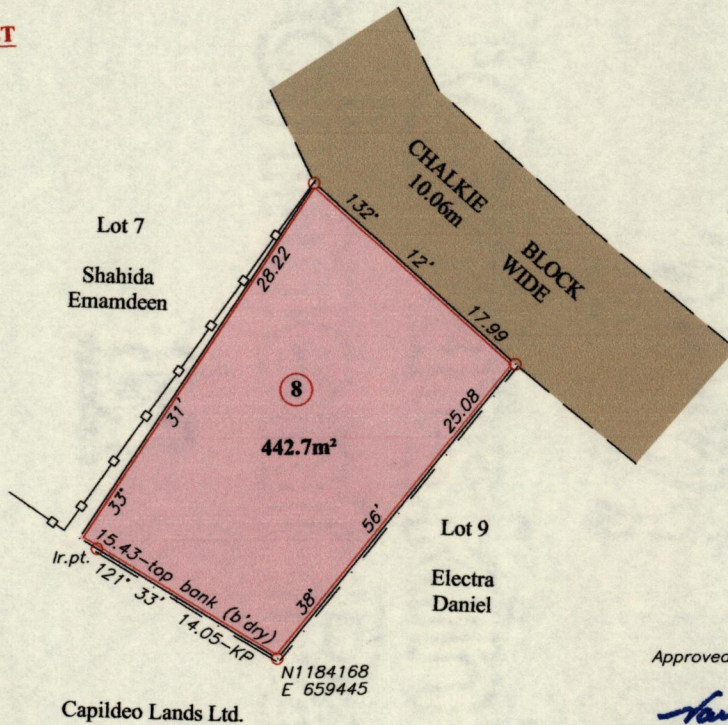 CHALKIE
10.06m
BLOCK
WIDE
132° 12' 17.99
Lot 7
Shahida
Emamdeen
33° 31' 28.22
8
442.7m²
38° 56' 25.08
Lot 9
Electra
Daniel
Ir.pt.
15.43-top bank (b'dry)
121° 33' 14.05-KP
N1184168
E 659445
Approved
Capildeo Lands Ltd.